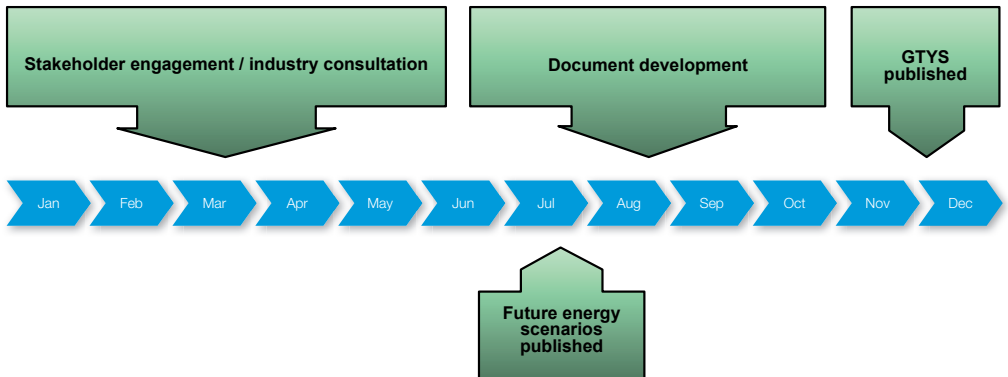 Stakeholder engagement / industry consultation
Document development
GTYS
published
Jan
Feb
Mar
Apr
May
Jun
Jul
Aug
Sep
Oct
Nov
Dec
Future energy
scenarios
published